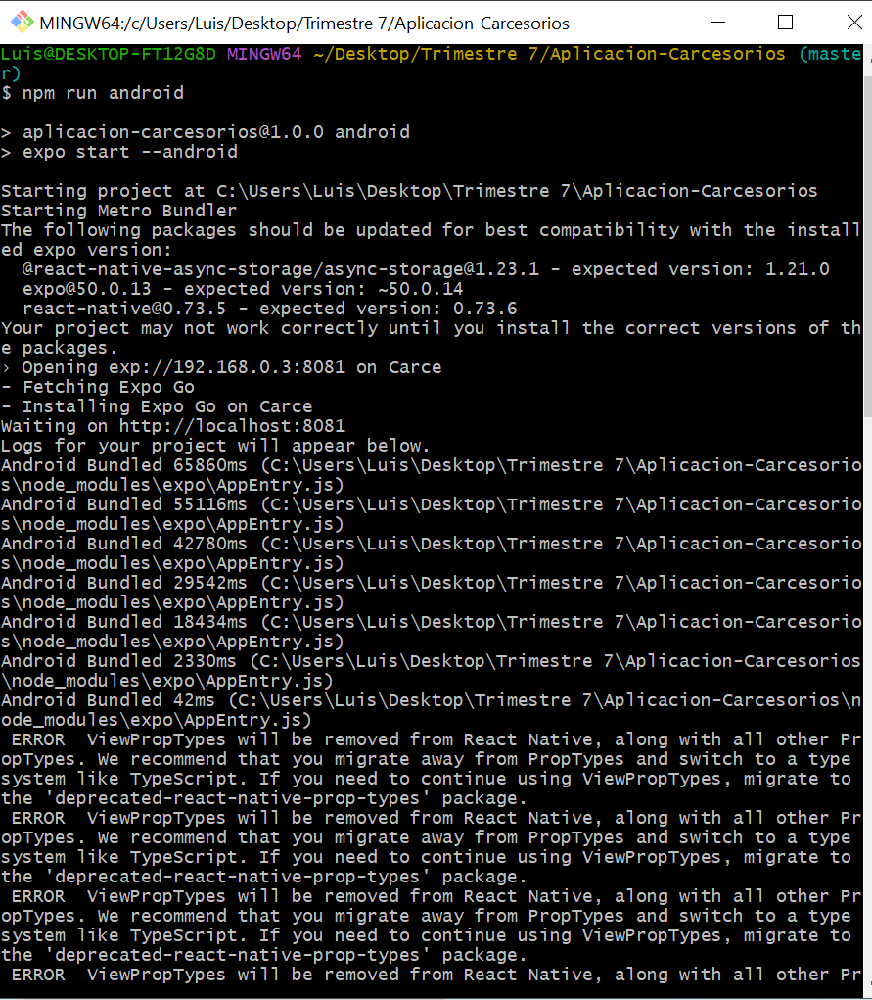 MINGW64:/c/Users/Luis/Desktop/Trimestre 7/Aplicacion-Carcesorios
Luis@DESKTOP-FT12G8D MINGW64 ~/Desktop/Trimestre 7/Aplicacion-Carcesorios (maste
r)
$ npm run android
> aplicacion-carcesorios@1.0.0 android
> expo start --android
Starting project at C:\Users\Luis\Desktop\Trimestre 7\Aplicacion-Carcesorios
Starting Metro Bundler
The following packages should be updated for best compatibility with the install
ed expo version:
  @react-native-async-storage/async-storage@1.23.1 - expected version: 1.21.0
  expo@50.0.13 - expected version: ~50.0.14
  react-native@0.73.5 - expected version: 0.73.6
Your project may not work correctly until you install the correct versions of th
e packages.
› Opening exp://192.168.0.3:8081 on Carce
- Fetching Expo Go
- Installing Expo Go on Carce
Waiting on http://localhost:8081
Logs for your project will appear below.
Android Bundled 65860ms (C:\Users\Luis\Desktop\Trimestre 7\Aplicacion-Carcesorio
s\node_modules\expo\AppEntry.js)
Android Bundled 55116ms (C:\Users\Luis\Desktop\Trimestre 7\Aplicacion-Carcesorio
s\node_modules\expo\AppEntry.js)
Android Bundled 42780ms (C:\Users\Luis\Desktop\Trimestre 7\Aplicacion-Carcesorio
s\node_modules\expo\AppEntry.js)
Android Bundled 29542ms (C:\Users\Luis\Desktop\Trimestre 7\Aplicacion-Carcesorio
s\node_modules\expo\AppEntry.js)
Android Bundled 18434ms (C:\Users\Luis\Desktop\Trimestre 7\Aplicacion-Carcesorio
s\node_modules\expo\AppEntry.js)
Android Bundled 2330ms (C:\Users\Luis\Desktop\Trimestre 7\Aplicacion-Carcesorios
\node_modules\expo\AppEntry.js)
Android Bundled 42ms (C:\Users\Luis\Desktop\Trimestre 7\Aplicacion-Carcesorios\n
ode_modules\expo\AppEntry.js)
 ERROR  ViewPropTypes will be removed from React Native, along with all other Pr
opTypes. We recommend that you migrate away from PropTypes and switch to a type
system like TypeScript. If you need to continue using ViewPropTypes, migrate to
the 'deprecated-react-native-prop-types' package.
 ERROR  ViewPropTypes will be removed from React Native, along with all other Pr
opTypes. We recommend that you migrate away from PropTypes and switch to a type
system like TypeScript. If you need to continue using ViewPropTypes, migrate to
the 'deprecated-react-native-prop-types' package.
 ERROR  ViewPropTypes will be removed from React Native, along with all other Pr
opTypes. We recommend that you migrate away from PropTypes and switch to a type
system like TypeScript. If you need to continue using ViewPropTypes, migrate to
the 'deprecated-react-native-prop-types' package.
 ERROR  ViewPropTypes will be removed from React Native, along with all other Pr